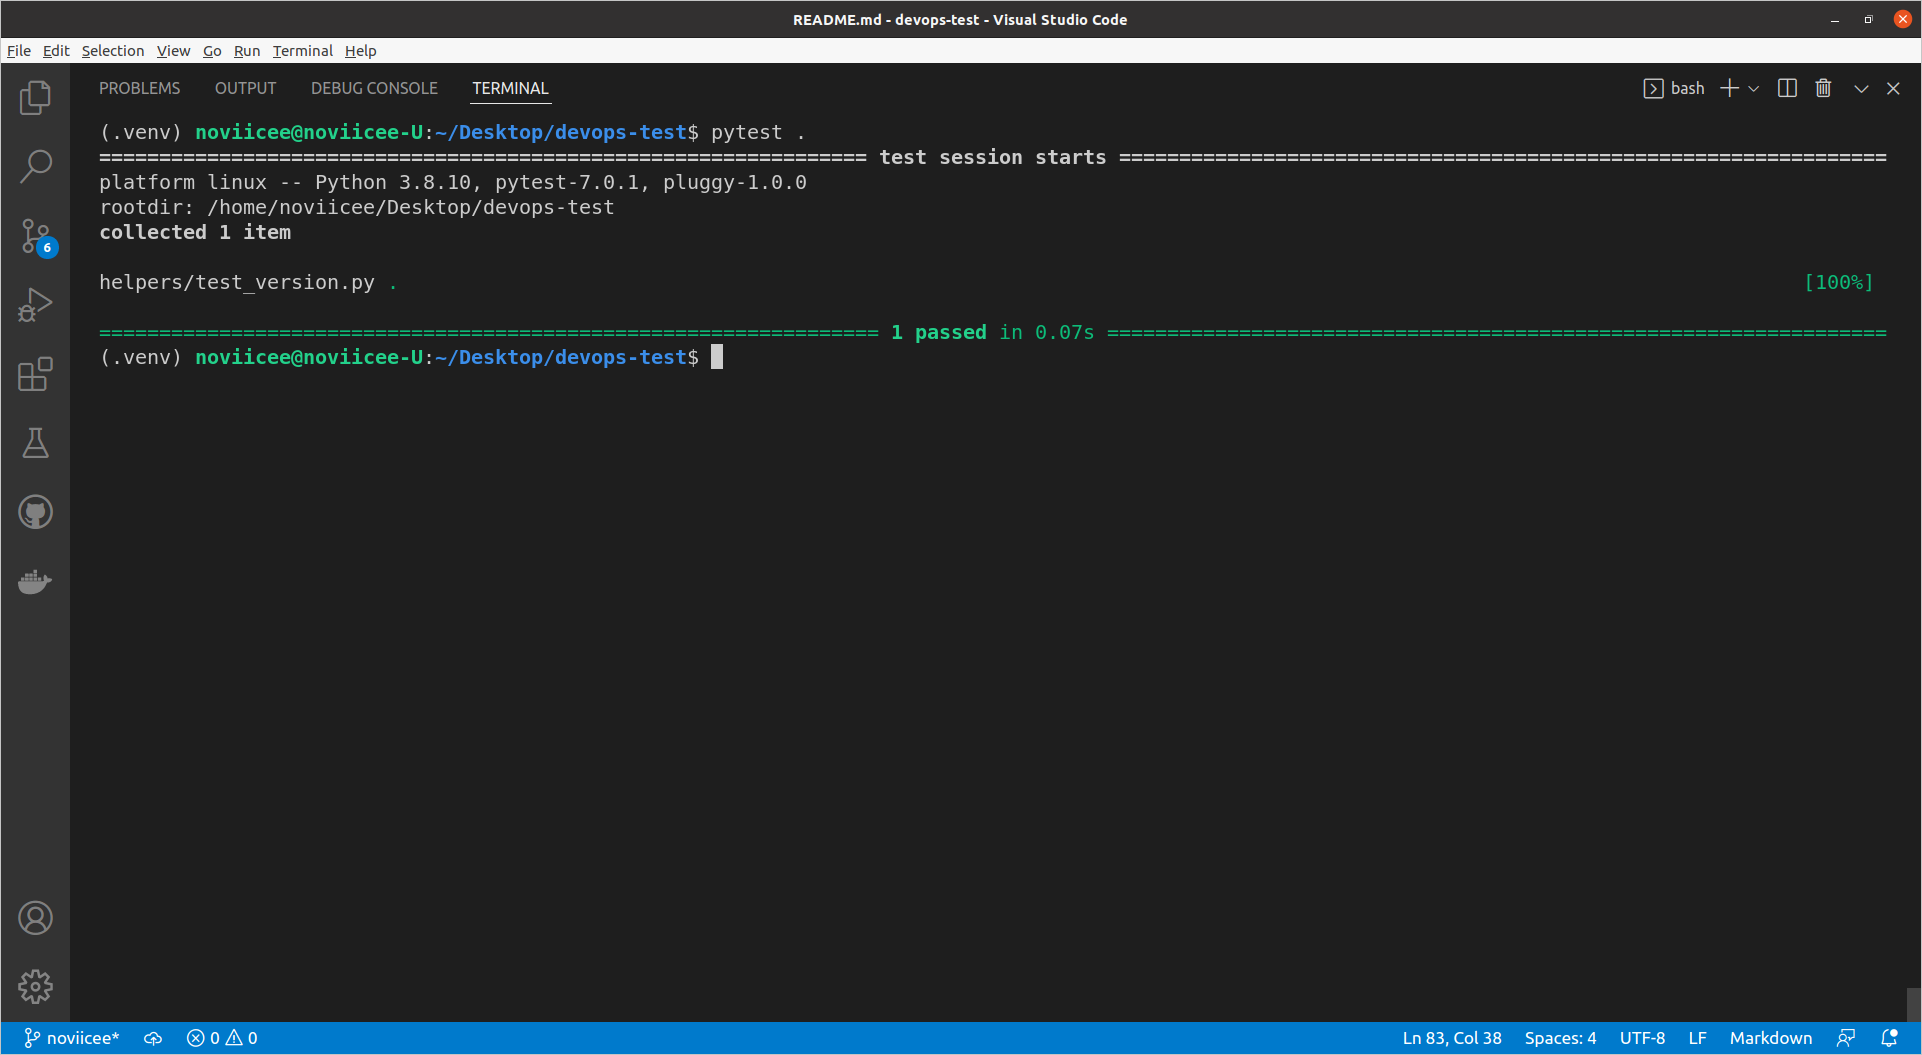 README.md - devops-test - Visual Studio Code
File Edit Selection View Go Run Terminal Help
PROBLEMS OUTPUT DEBUG CONSOLE TERMINAL bash
(.venv) noviicee@noviicee-U:~/Desktop/devops-test$ pytest .
================================================================ test session starts ================================================================
platform linux -- Python 3.8.10, pytest-7.0.1, pluggy-1.0.0
rootdir: /home/noviicee/Desktop/devops-test
collected 1 item
helpers/test_version.py . [100%]
================================================================= 1 passed in 0.07s =================================================================
(.venv) noviicee@noviicee-U:~/Desktop/devops-test$
6
noviicee* 0 0 Ln 83, Col 38 Spaces: 4 UTF-8 LF Markdown